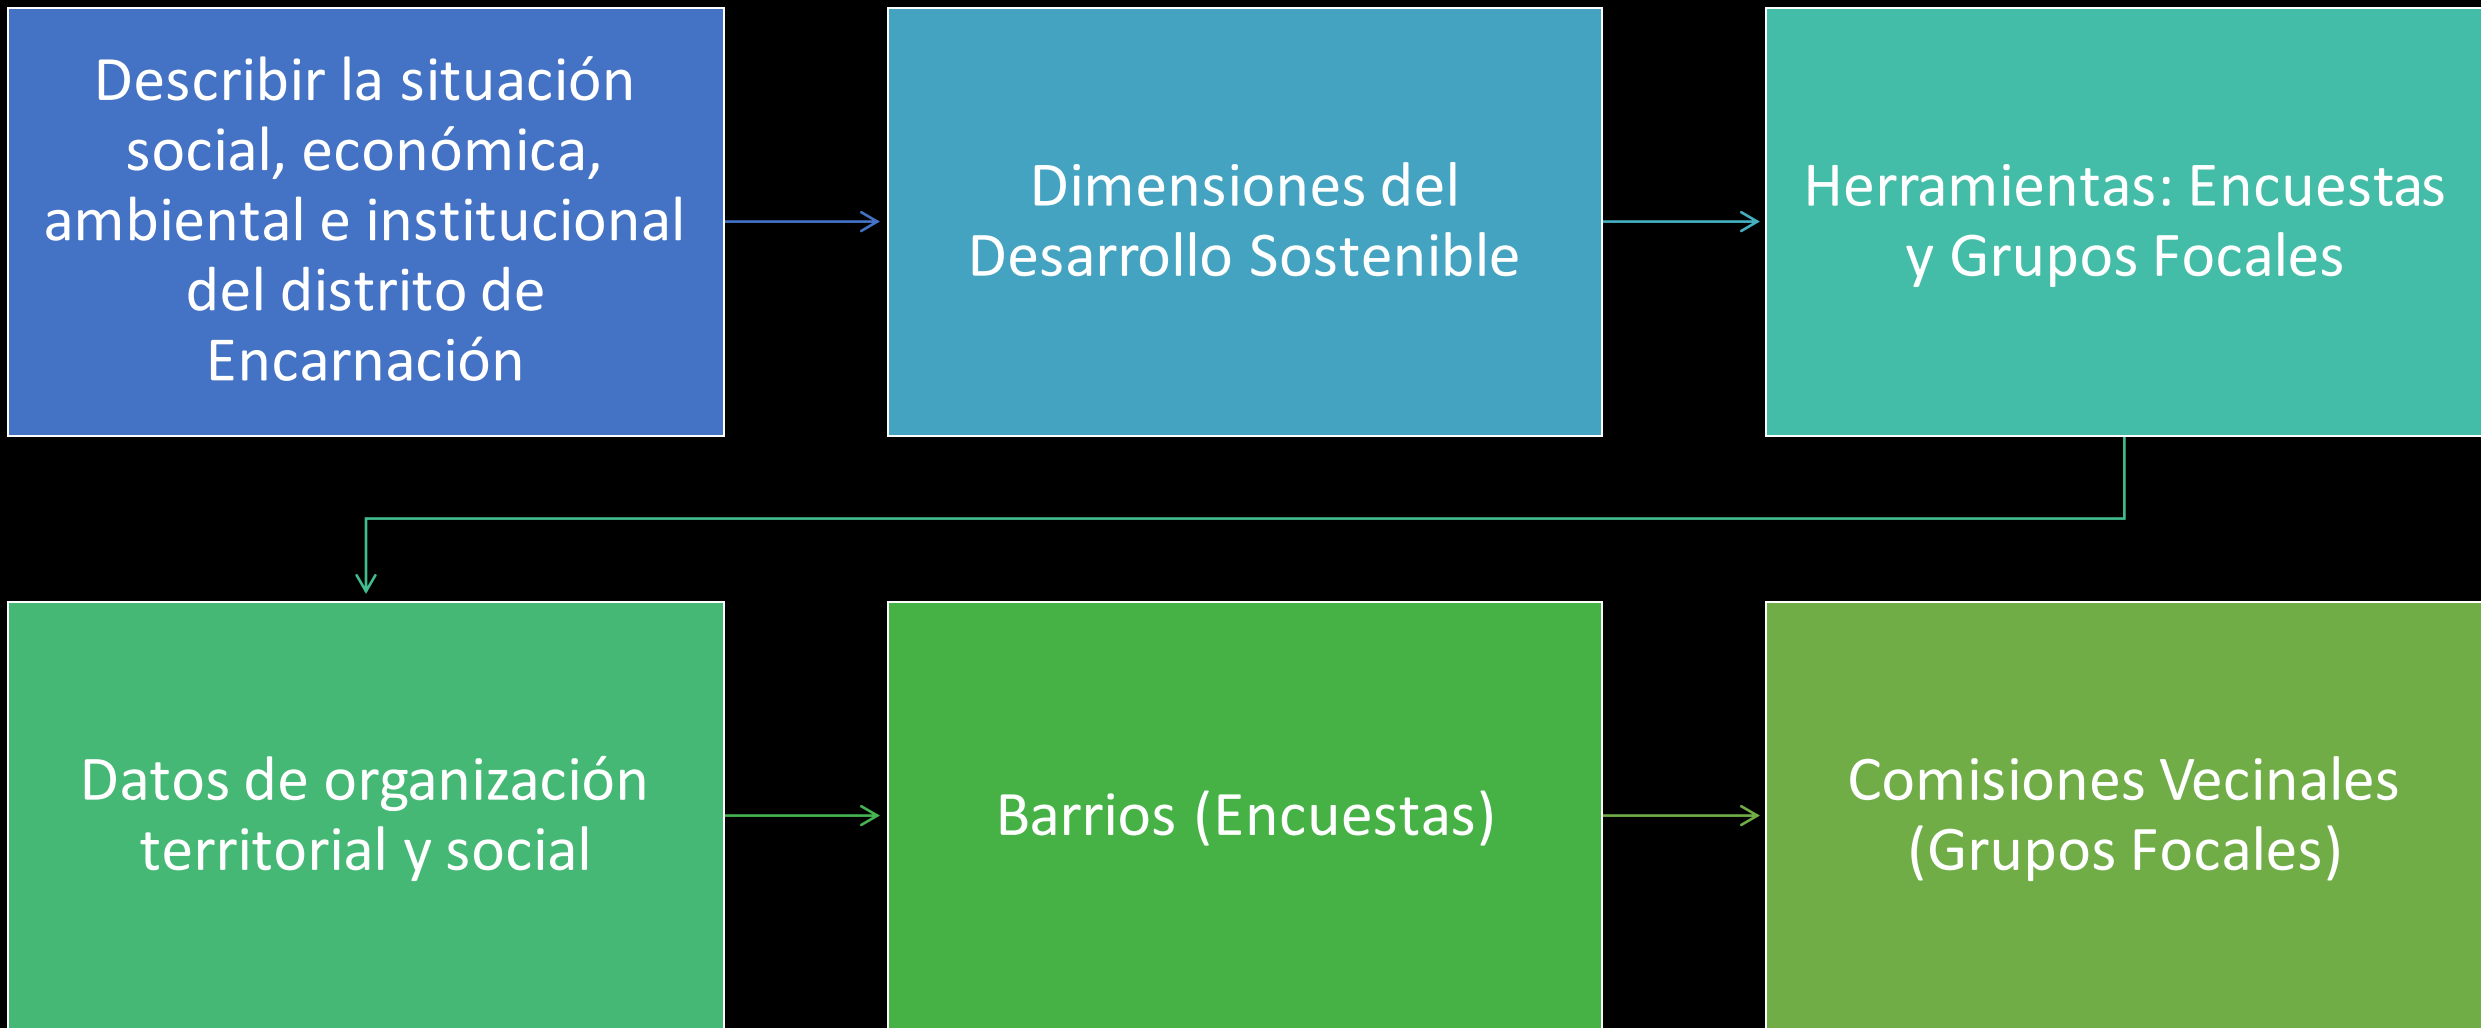 Describir la situación
social, económica,
ambiental e institucional
del distrito de
Encarnación
Dimensiones del
Desarrollo Sostenible
Herramientas: Encuestas
y Grupos Focales
Datos de organización
territorial y social
Barrios (Encuestas)
Comisiones Vecinales
(Grupos Focales)